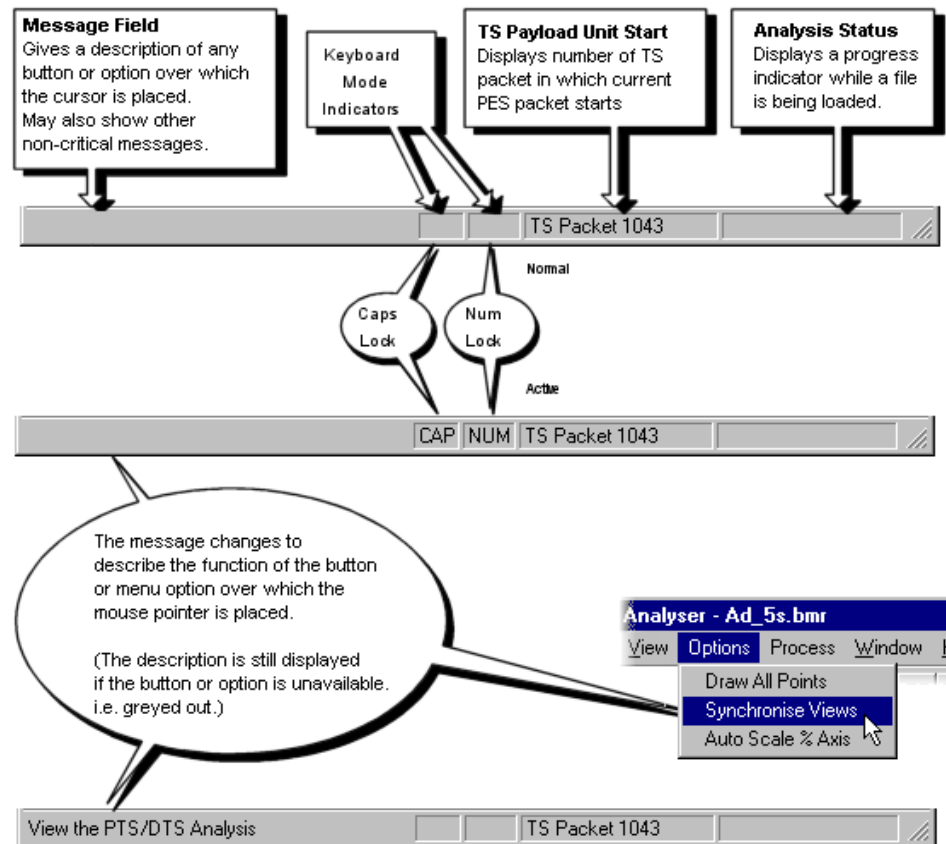 Message Field
Gives a description of any
button or option over which
the cursor is placed.
May also show other
non-critical messages.
Keyboard
Mode
Indicators
TS Payload Unit Start
Displays number of TS
packet in which current
PES packet starts
Analysis Status
Displays a progress
indicator while a file
is being loaded.
TS Packet 1043
Normal
Caps
Lock
Num
Lock
Active
CAP NUM TS Packet 1043
The message changes to
describe the function of the button
or menu option over which the
mouse pointer is placed.
(The description is still displayed
if the button or option is unavailable.
i.e. greyed out.)
Analyser - Ad_5s.bmr
View Options Process Window
Draw All Points
Synchronise Views
Auto Scale % Axis
View the PTS/DTS Analysis TS Packet 1043